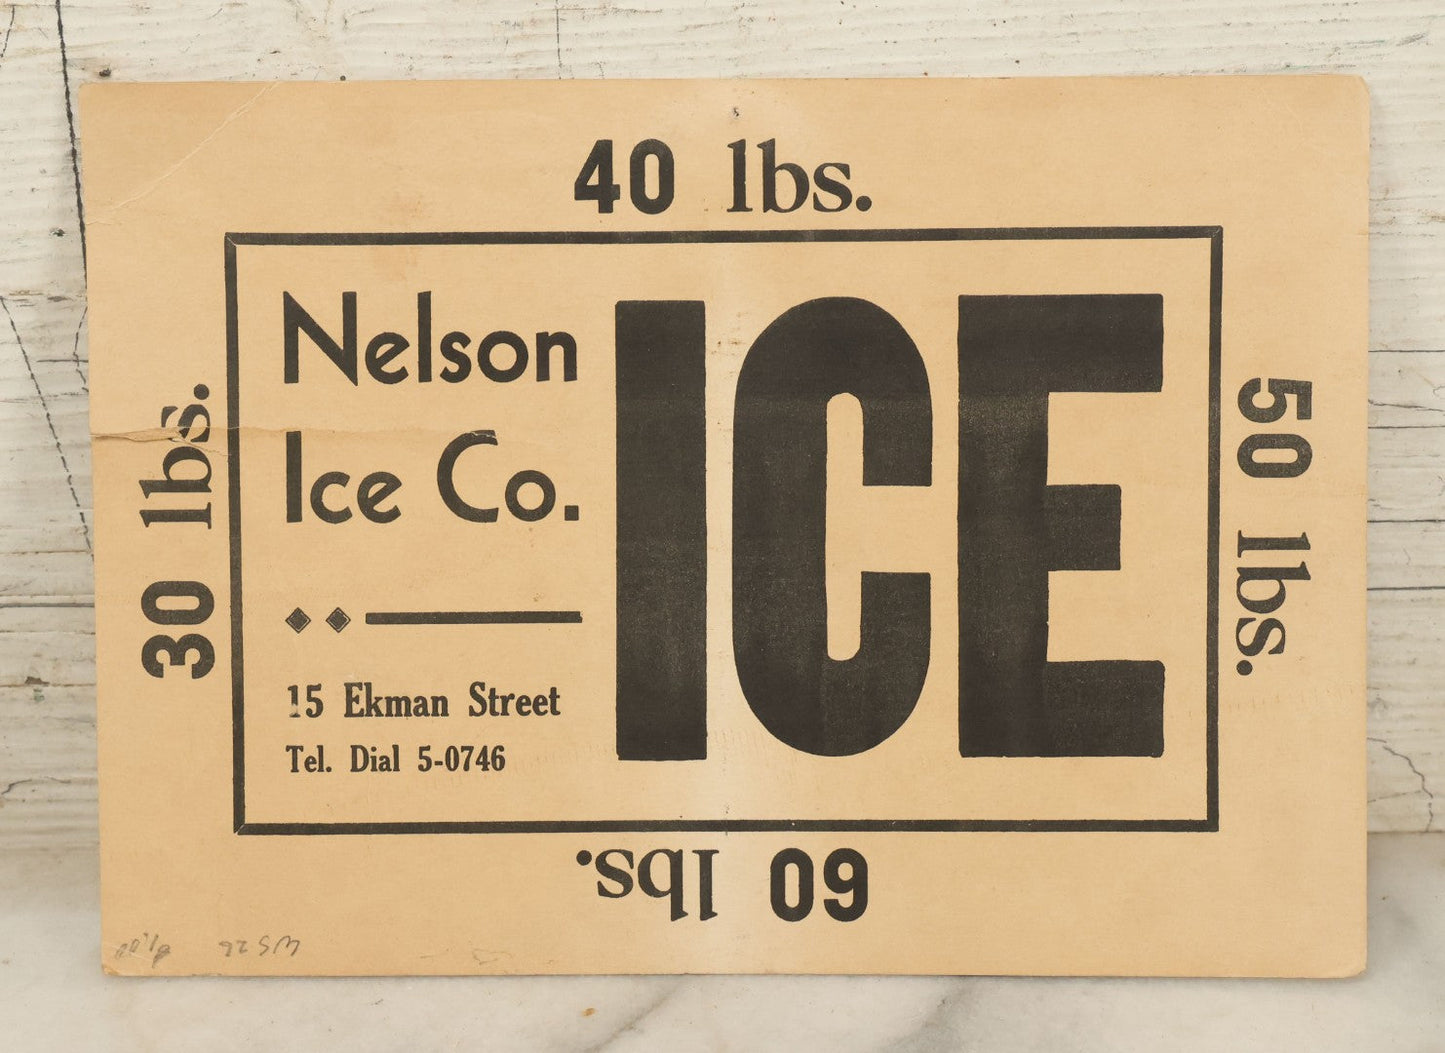 40 lbs.
Nelson
Ice Co.
ICE
15 Ekman Street
Tel. Dial 5-0746
30 lbs.
50 lbs.
60 lbs.